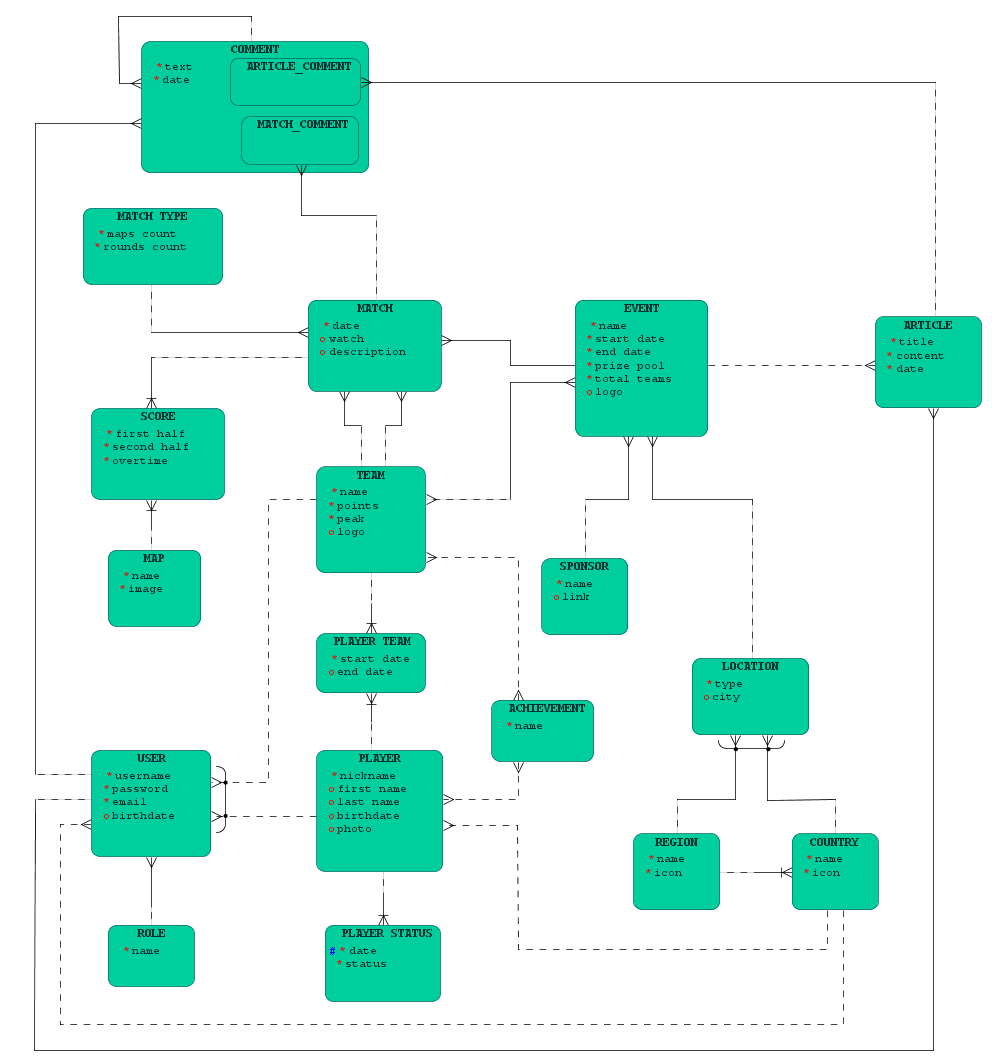 COMMENT
* text
* date
ARTICLE_COMMENT
MATCH_COMMENT
MATCH TYPE
* maps count
* rounds count
MATCH
* date
o watch
o description
EVENT
* name
* start date
* end date
* prize pool
* total teams
o logo
ARTICLE
* title
* content
* date
SCORE
* first half
* second half
* overtime
TEAM
* name
* points
* peak
o logo
MAP
* name
* image
SPONSOR
* name
o link
PLAYER TEAM
* start date
o end date
LOCATION
* type
o city
ACHIEVEMENT
* name
USER
* username
* password
* email
o birthdate
PLAYER
* nickname
o first name
o last name
o birthdate
o photo
REGION
* name
* icon
COUNTRY
* name
* icon
ROLE
* name
PLAYER STATUS
# * date
* status